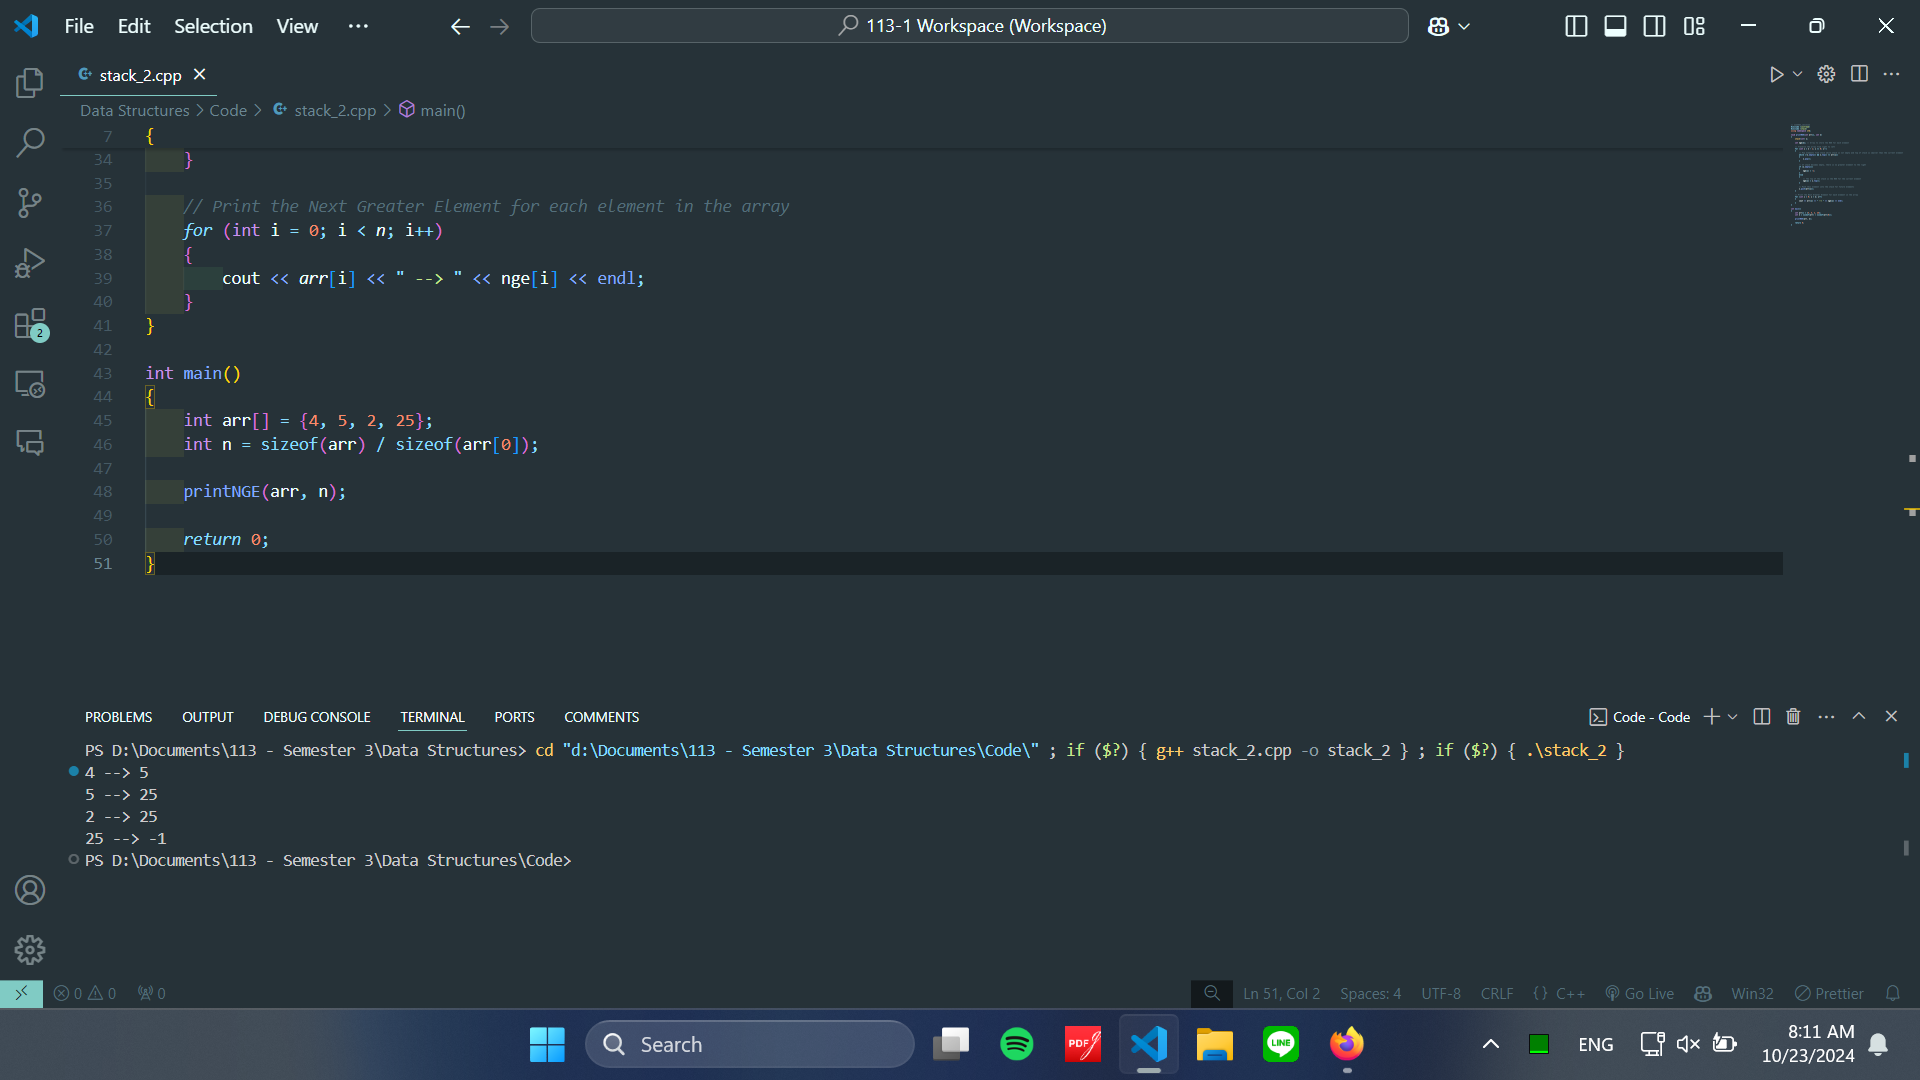 File Edit Selection View ···
113-1 Workspace (Workspace)
stack_2.cpp
Data Structures > Code > stack_2.cpp > main()
7 {
34 }
35
36 // Print the Next Greater Element for each element in the array
37 for (int i = 0; i < n; i++)
38 {
39 cout << arr[i] << " --> " << nge[i] << endl;
40 }
41 }
42
43 int main()
44 {
45 int arr[] = {4, 5, 2, 25};
46 int n = sizeof(arr) / sizeof(arr[0]);
47
48 printNGE(arr, n);
49
50 return 0;
51 }
2
PROBLEMS OUTPUT DEBUG CONSOLE TERMINAL PORTS COMMENTS
Code - Code
PS D:\Documents\113 - Semester 3\Data Structures> cd "d:\Documents\113 - Semester 3\Data Structures\Code\" ; if ($?) { g++ stack_2.cpp -o stack_2 } ; if ($?) { .\stack_2 }
4 --> 5
5 --> 25
2 --> 25
25 --> -1
PS D:\Documents\113 - Semester 3\Data Structures\Code>
0 0 0
Ln 51, Col 2 Spaces: 4 UTF-8 CRLF {} C++ Go Live Win32 Prettier
Search
PDF
LINE
ENG
8:11 AM
10/23/2024